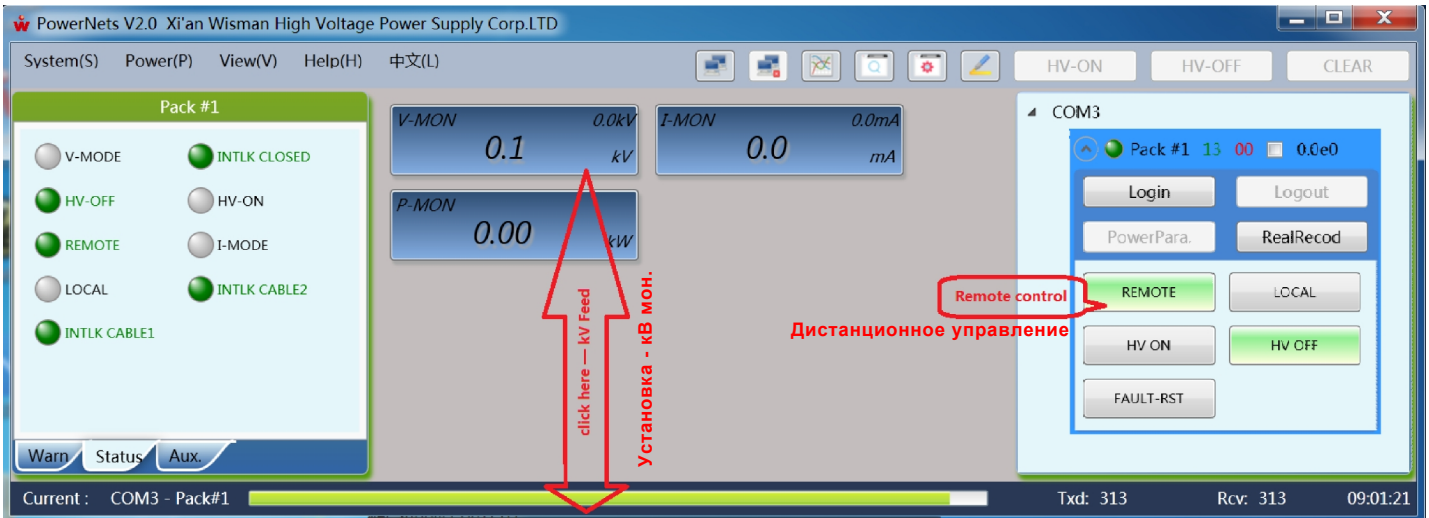 PowerNets V2.0 Xi'an Wisman High Voltage Power Supply Corp.LTD
System(S) Power(P) View(V) Help(H) 中文(L)
HV-ON HV-OFF CLEAR
Pack #1
V-MODE INTLK CLOSED
HV-OFF HV-ON
REMOTE I-MODE
LOCAL INTLK CABLE2
INTLK CABLE1
Warn Status Aux.
V-MON 0.0kV
0.1 kV
I-MON 0.0mA
0.0 mA
P-MON
0.00 kW
click here — kV Feed
Установка - кВ мон.
Remote control
Дистанционное управление
COM3
Pack #1 13 00 0.0e0
Login Logout
PowerPara. RealRecod
REMOTE LOCAL
HV ON HV OFF
FAULT-RST
Current : COM3 - Pack#1 Txd: 313 Rcv: 313 09:01:21